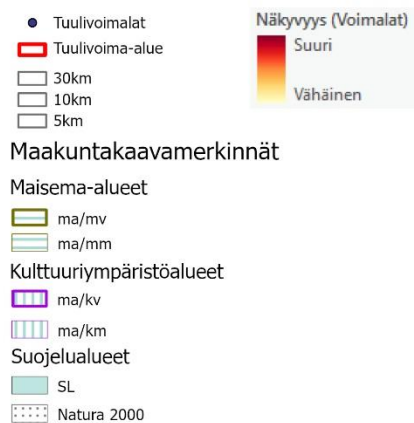 Tuulivoimalat
Tuulivoima-alue
30km
10km
5km
Näkyvyys (Voimalat)
Suuri
Vähäinen
Maakuntakaavamerkinnät
Maisema-alueet
ma/mv
ma/mm
Kulttuuriympäristöalueet
ma/kv
ma/km
Suojelualueet
SL
Natura 2000